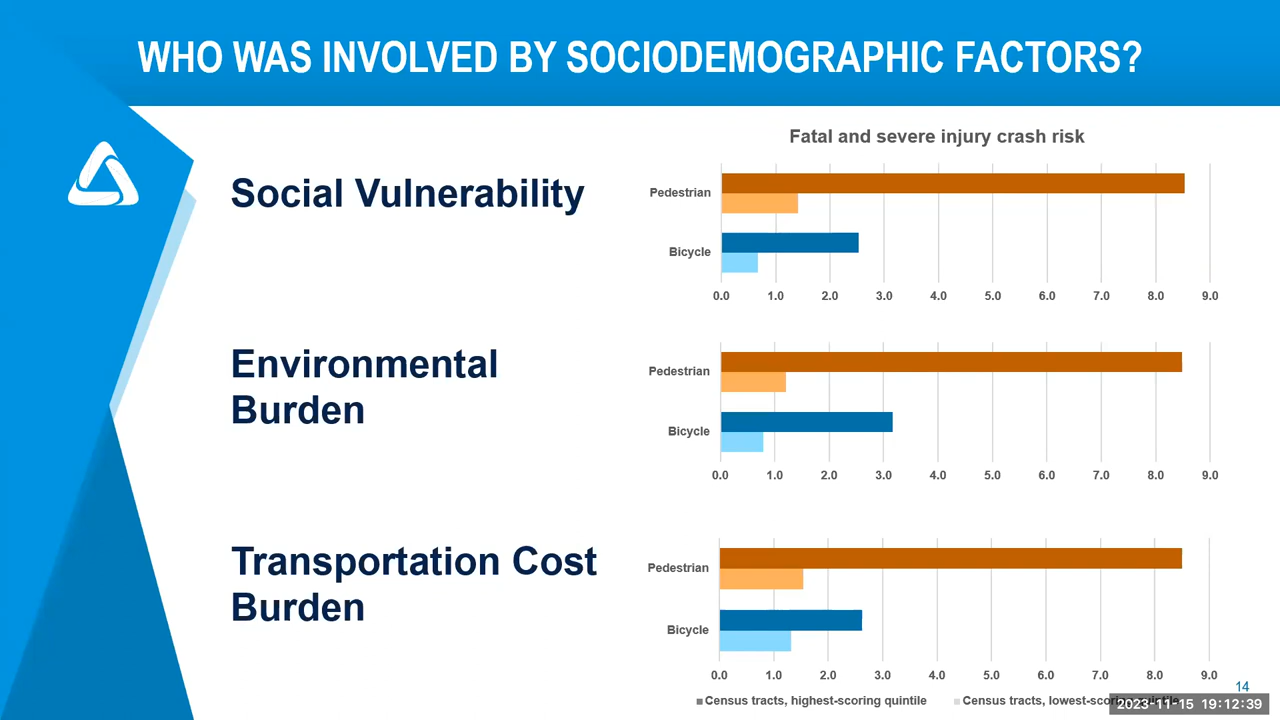 WHO WAS INVOLVED BY SOCIODEMOGRAPHIC FACTORS?
Fatal and severe injury crash risk
Social Vulnerability
Pedestrian
Bicycle
0.0 1.0 2.0 3.0 4.0 5.0 6.0 7.0 8.0 9.0
Environmental
Burden
Pedestrian
Bicycle
0.0 1.0 2.0 3.0 4.0 5.0 6.0 7.0 8.0 9.0
Transportation Cost
Burden
Pedestrian
Bicycle
0.0 1.0 2.0 3.0 4.0 5.0 6.0 7.0 8.0 9.0
Census tracts, highest-scoring quintile Census tracts, lowest-scoring quintile
14
2023-11-15 19:12:39